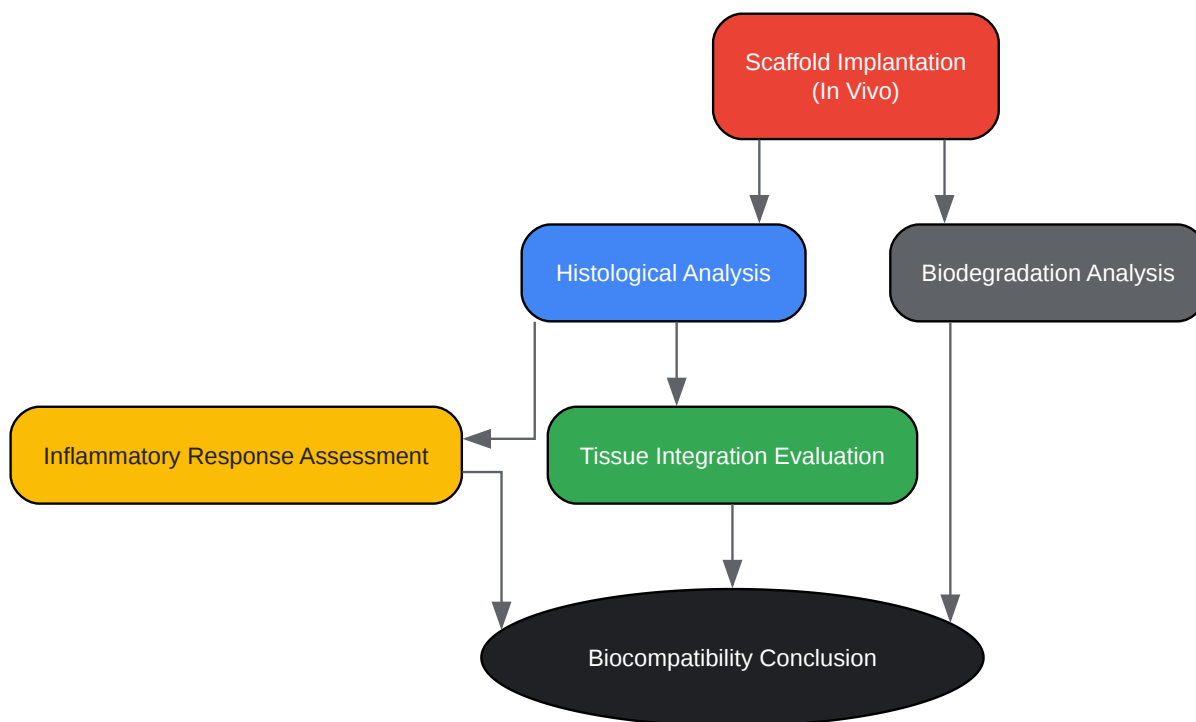 Scaffold Implantation
(In Vivo)
Histological Analysis
Biodegradation Analysis
Inflammatory Response Assessment
Tissue Integration Evaluation
Biocompatibility Conclusion